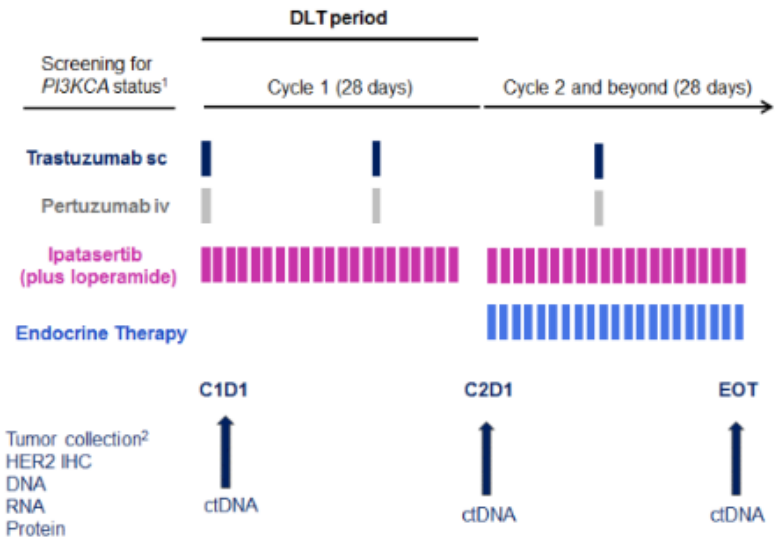 DLT period
Screening for
PI3KCA status¹
Cycle 1 (28 days)
Cycle 2 and beyond (28 days)
Trastuzumab sc
Pertuzumab iv
Ipatasertib
(plus loperamide)
Endocrine Therapy
C1D1
C2D1
EOT
Tumor collection²
HER2 IHC
DNA
RNA
Protein
ctDNA
ctDNA
ctDNA